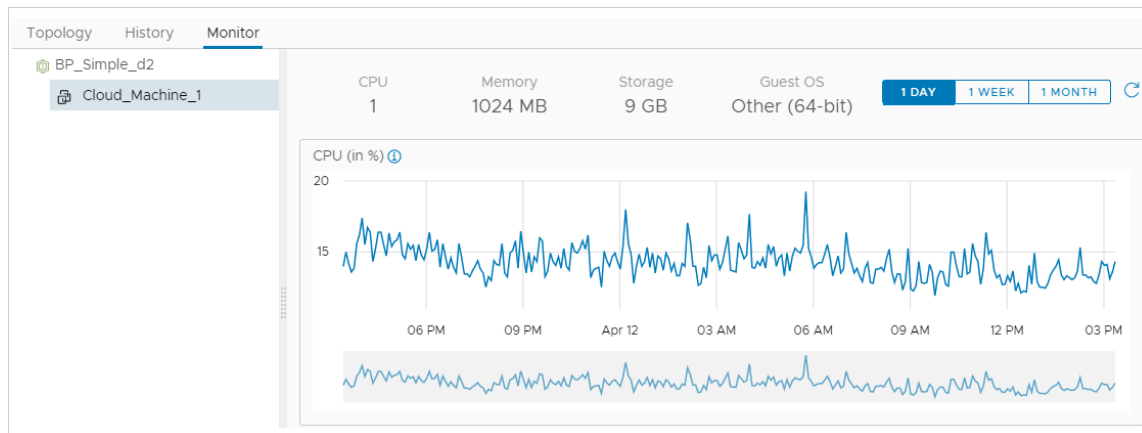 Topology History Monitor
BP_Simple_d2
Cloud_Machine_1
CPU Memory Storage Guest OS
1 1024 MB 9 GB Other (64-bit)
1 DAY 1 WEEK 1 MONTH
CPU (in %)
20
15
06 PM 09 PM Apr 12 03 AM 06 AM 09 AM 12 PM 03 PM